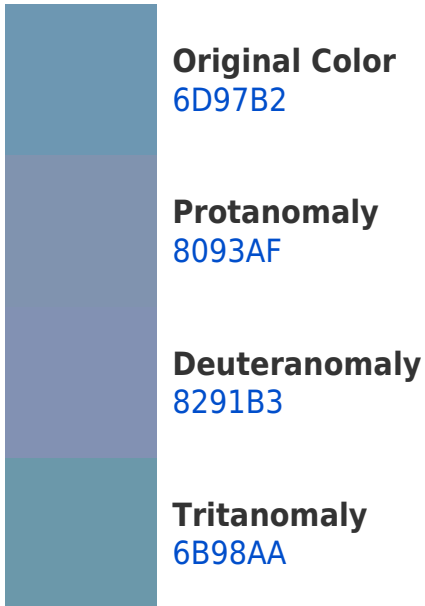 Original Color
6D97B2
Protanomaly
8093AF
Deuteranomaly
8291B3
Tritanomaly
6B98AA